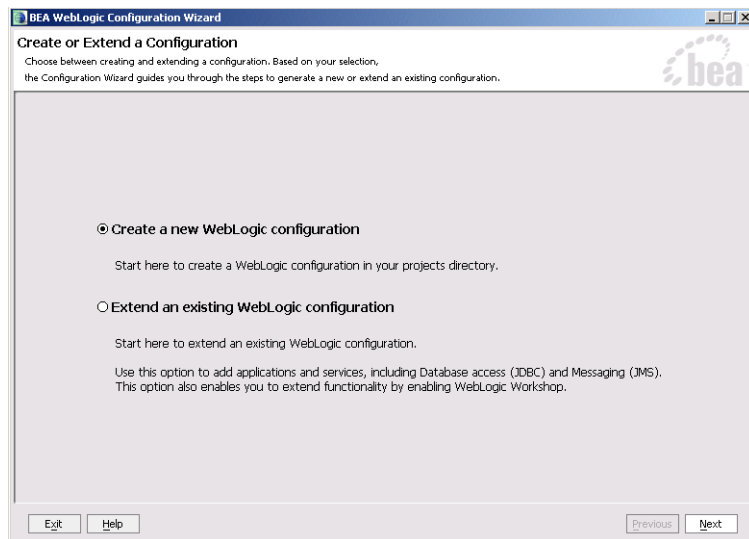 BEA WebLogic Configuration Wizard
Create or Extend a Configuration
Choose between creating and extending a configuration. Based on your selection,
the Configuration Wizard guides you through the steps to generate a new or extend an existing configuration.
bea
Create a new WebLogic configuration
Start here to create a WebLogic configuration in your projects directory.
Extend an existing WebLogic configuration
Start here to extend an existing WebLogic configuration.
Use this option to add applications and services, including Database access (JDBC) and Messaging (JMS).
This option also enables you to extend functionality by enabling WebLogic Workshop.
Exit Help Previous Next